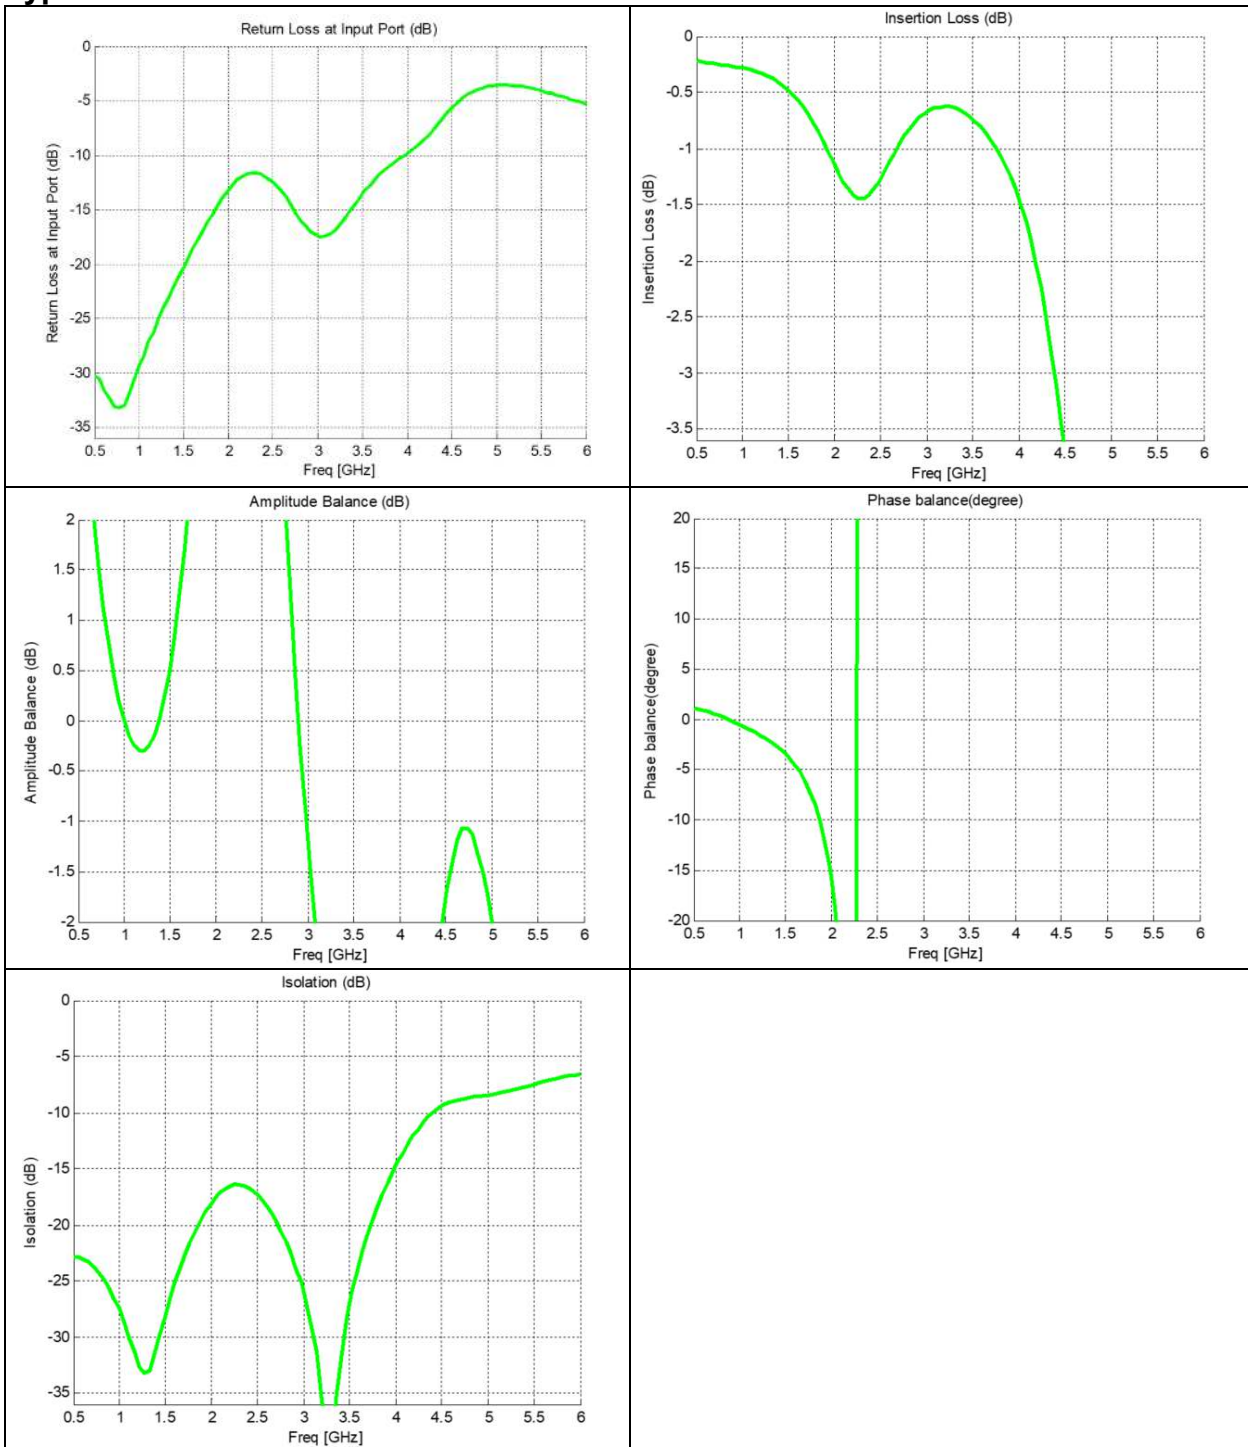 Return Loss at Input Port (dB)
Return Loss at Input Port (dB)
0
-5
-10
-15
-20
-25
-30
-35
0.5 1 1.5 2 2.5 3 3.5 4 4.5 5 5.5 6
Freq [GHz]
Insertion Loss (dB)
Insertion Loss (dB)
0
-0.5
-1
-1.5
-2
-2.5
-3
-3.5
0.5 1 1.5 2 2.5 3 3.5 4 4.5 5 5.5 6
Freq [GHz]
Amplitude Balance (dB)
Amplitude Balance (dB)
2
1.5
1
0.5
0
-0.5
-1
-1.5
-2
0.5 1 1.5 2 2.5 3 3.5 4 4.5 5 5.5 6
Freq [GHz]
Phase balance(degree)
Phase balance(degree)
20
15
10
5
0
-5
-10
-15
-20
0.5 1 1.5 2 2.5 3 3.5 4 4.5 5 5.5 6
Freq [GHz]
Isolation (dB)
Isolation (dB)
0
-5
-10
-15
-20
-25
-30
-35
0.5 1 1.5 2 2.5 3 3.5 4 4.5 5 5.5 6
Freq [GHz]